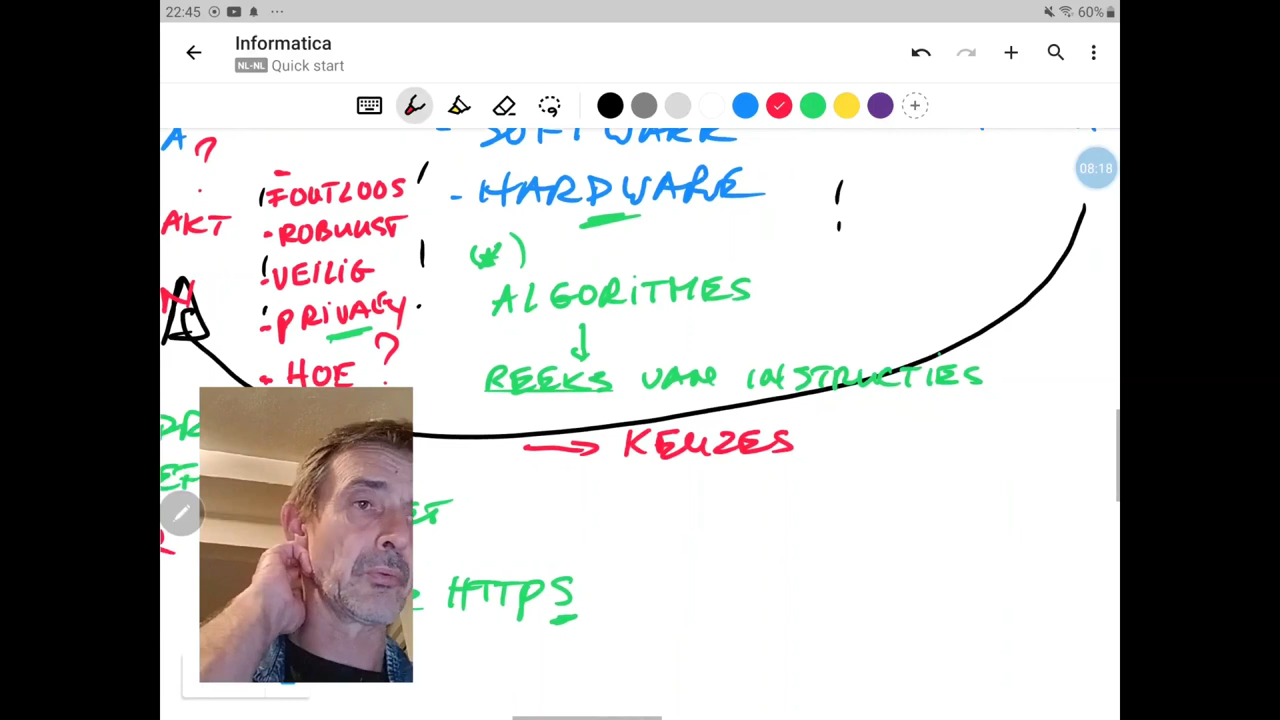 22:45 60%
Informatica
NL-NL Quick start
08:18
A?
SOFTWARE
- HARDWARE
AKT
- FOUTLOOS
- ROBUUST
- VEILIG
- PRIVACY
- HOE ?
(*)
ALGORITMES
REEKS VAN INSTRUCTIES
→ KEUZES
HTTPS